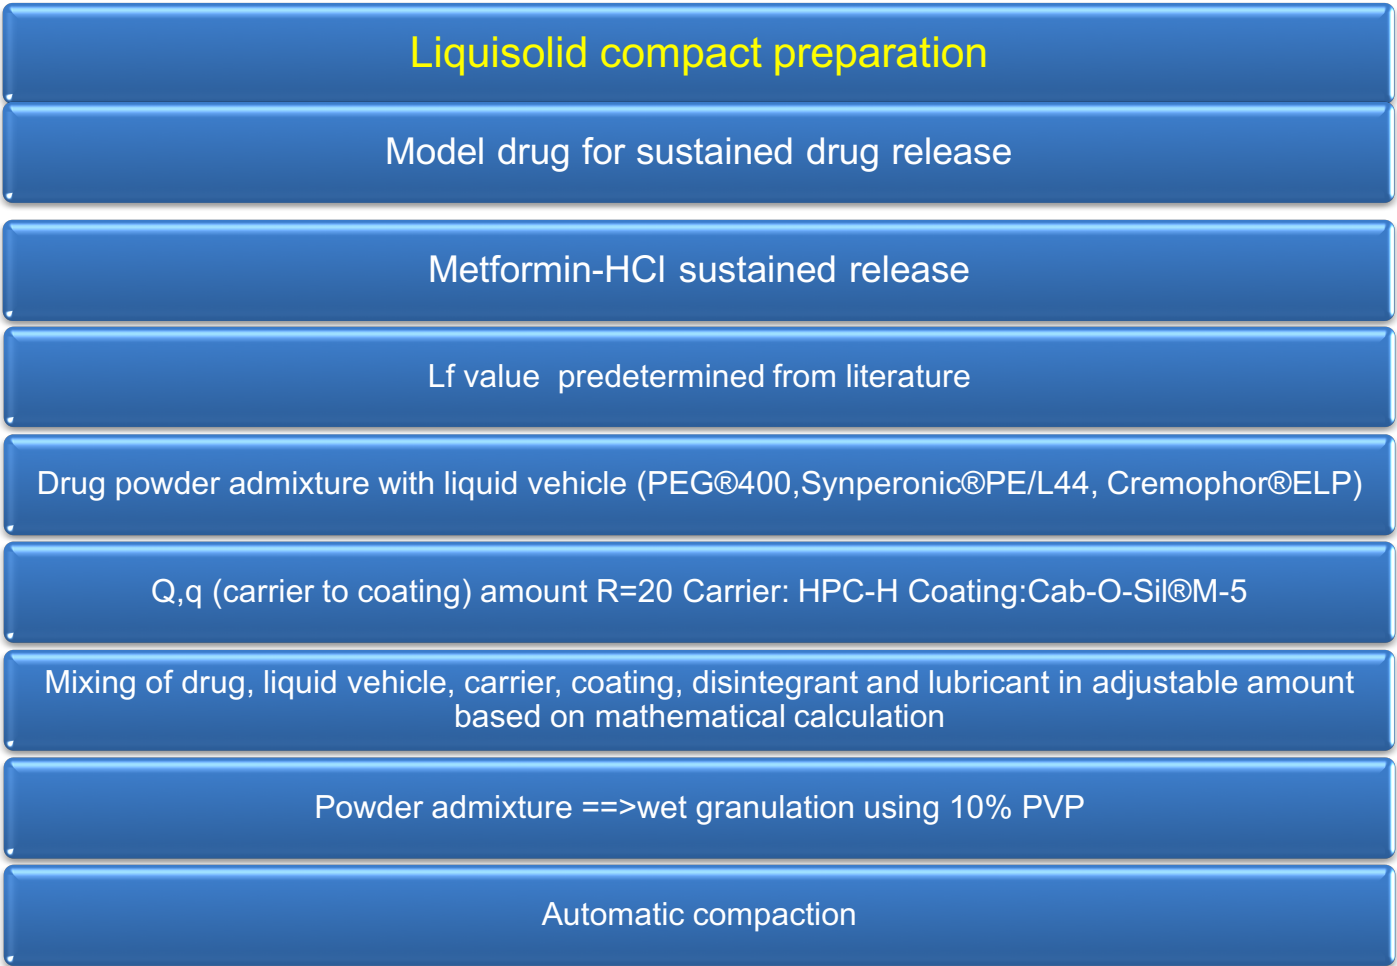 Liquisolid compact preparation
Model drug for sustained drug release
Metformin-HCl sustained release
Lf value  predetermined from literature
Drug powder admixture with liquid vehicle (PEG®400,Synperonic®PE/L44, Cremophor®ELP)
Q,q (carrier to coating) amount R=20 Carrier: HPC-H Coating:Cab-O-Sil®M-5
Mixing of drug, liquid vehicle, carrier, coating, disintegrant and lubricant in adjustable amount
based on mathematical calculation
Powder admixture ==>wet granulation using 10% PVP
Automatic compaction